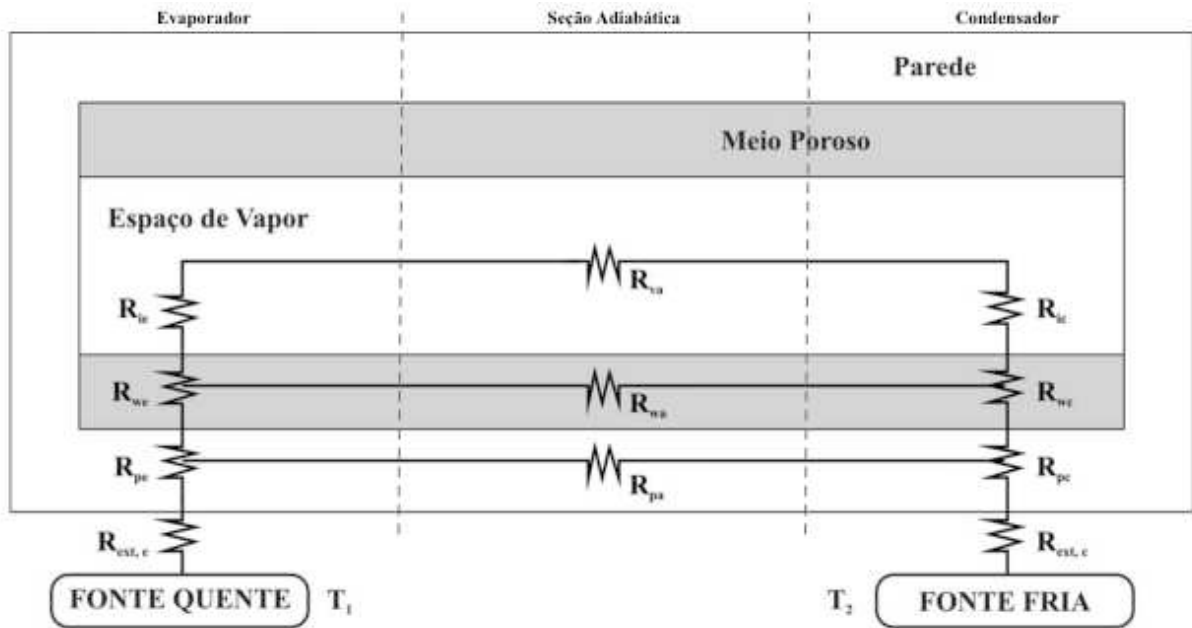 Evaporador Seção Adiabática Condensador
Parede
Meio Poroso
Espaço de Vapor
R_va
R_ie R_ic
R_we R_wa R_wc
R_pe R_pa R_pc
R_ext, e R_ext, c
FONTE QUENTE T_1 T_2 FONTE FRIA